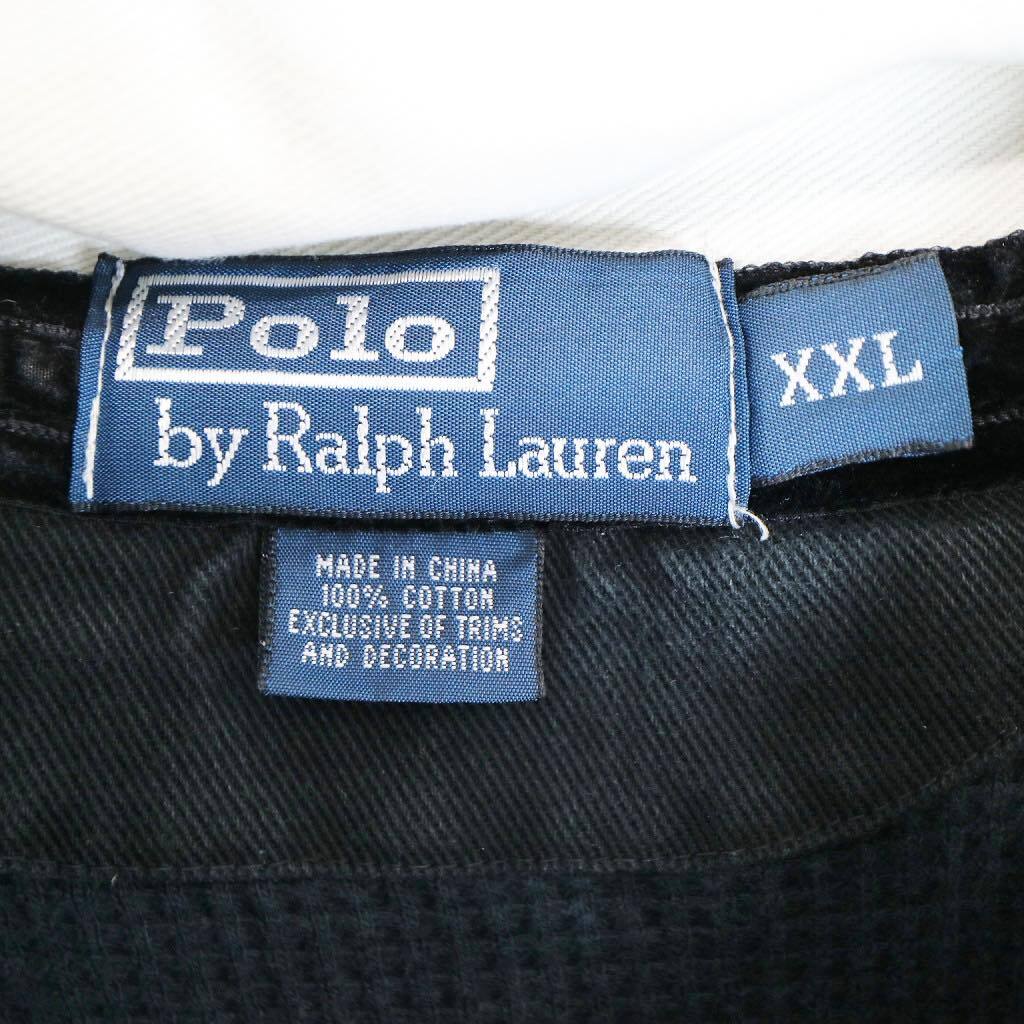 Polo
by Ralph Lauren
XXL
MADE IN CHINA
100% COTTON
EXCLUSIVE OF TRIMS
AND DECORATION